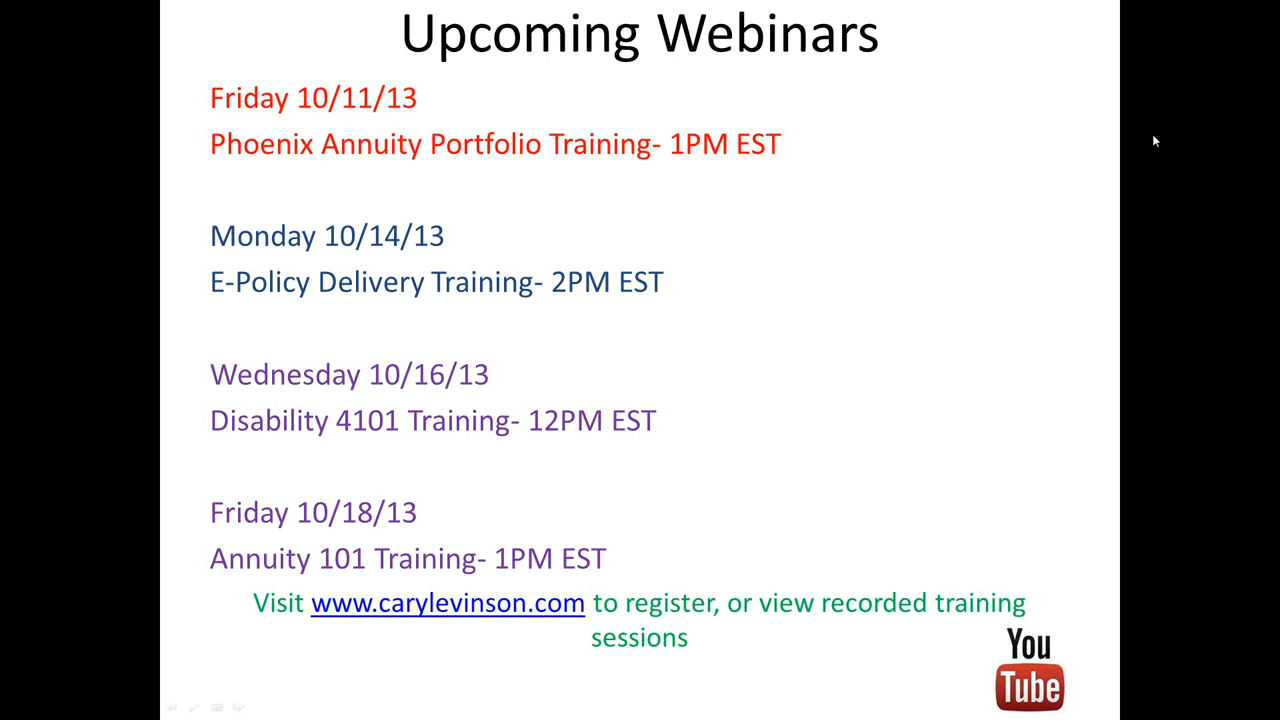 Upcoming Webinars
Friday 10/11/13
Phoenix Annuity Portfolio Training- 1PM EST
Monday 10/14/13
E-Policy Delivery Training- 2PM EST
Wednesday 10/16/13
Disability 4101 Training- 12PM EST
Friday 10/18/13
Annuity 101 Training- 1PM EST
Visit www.carylevinson.com to register, or view recorded training
sessions
You
Tube